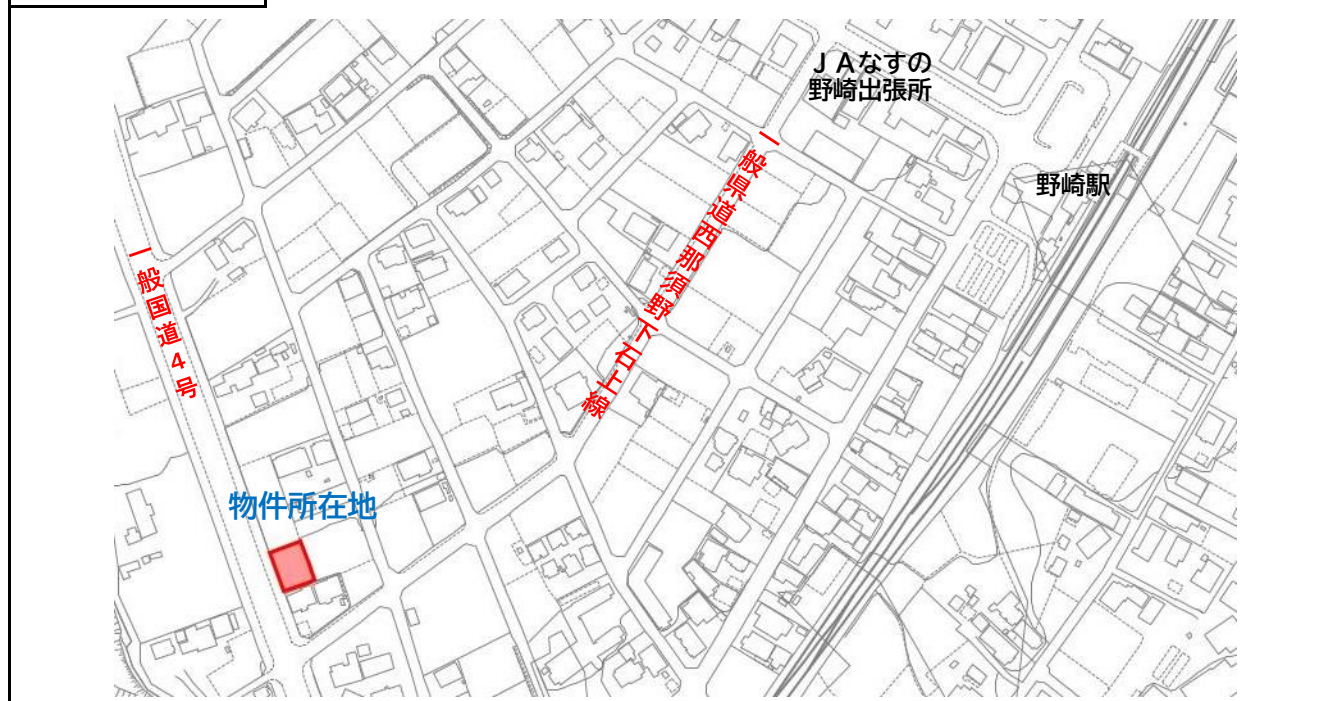 ＪＡなすの
野崎出張所
野崎駅
一般県道西那須野下石上線
一般国道４号
物件所在地